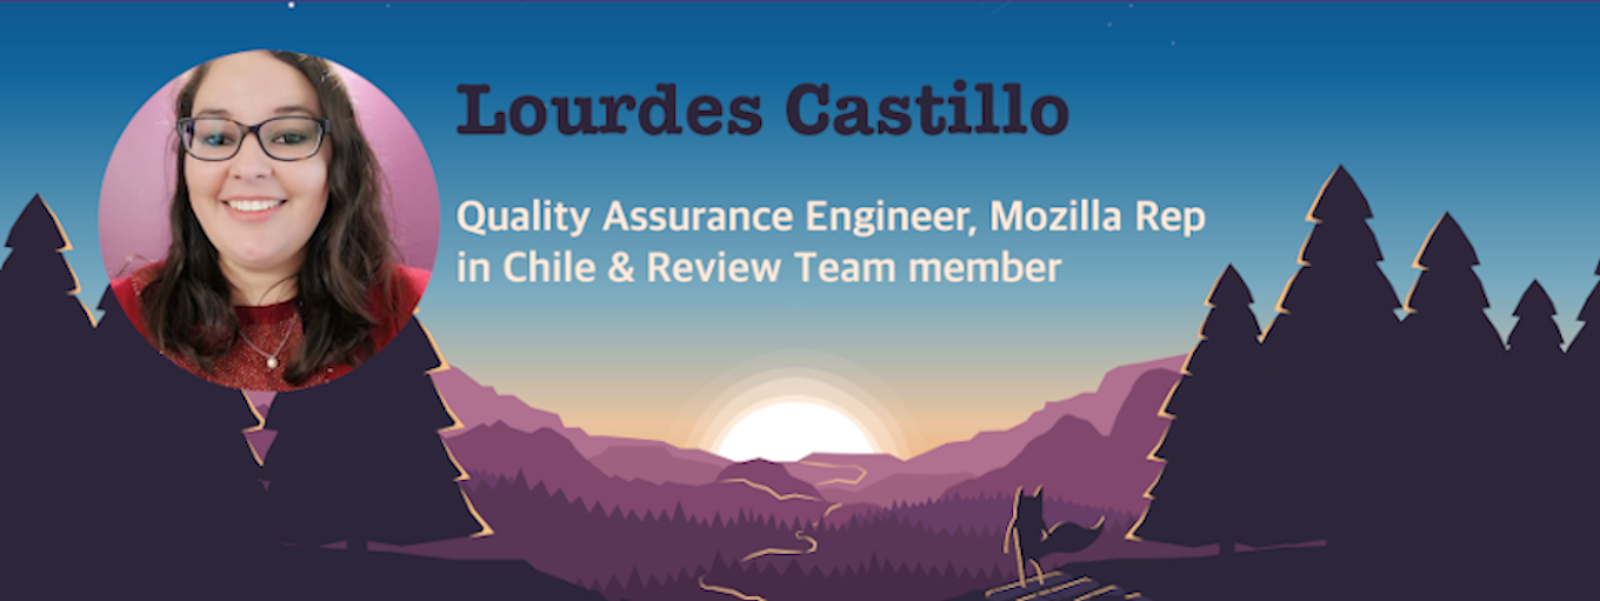 Lourdes Castillo
Quality Assurance Engineer, Mozilla Rep
in Chile & Review Team member